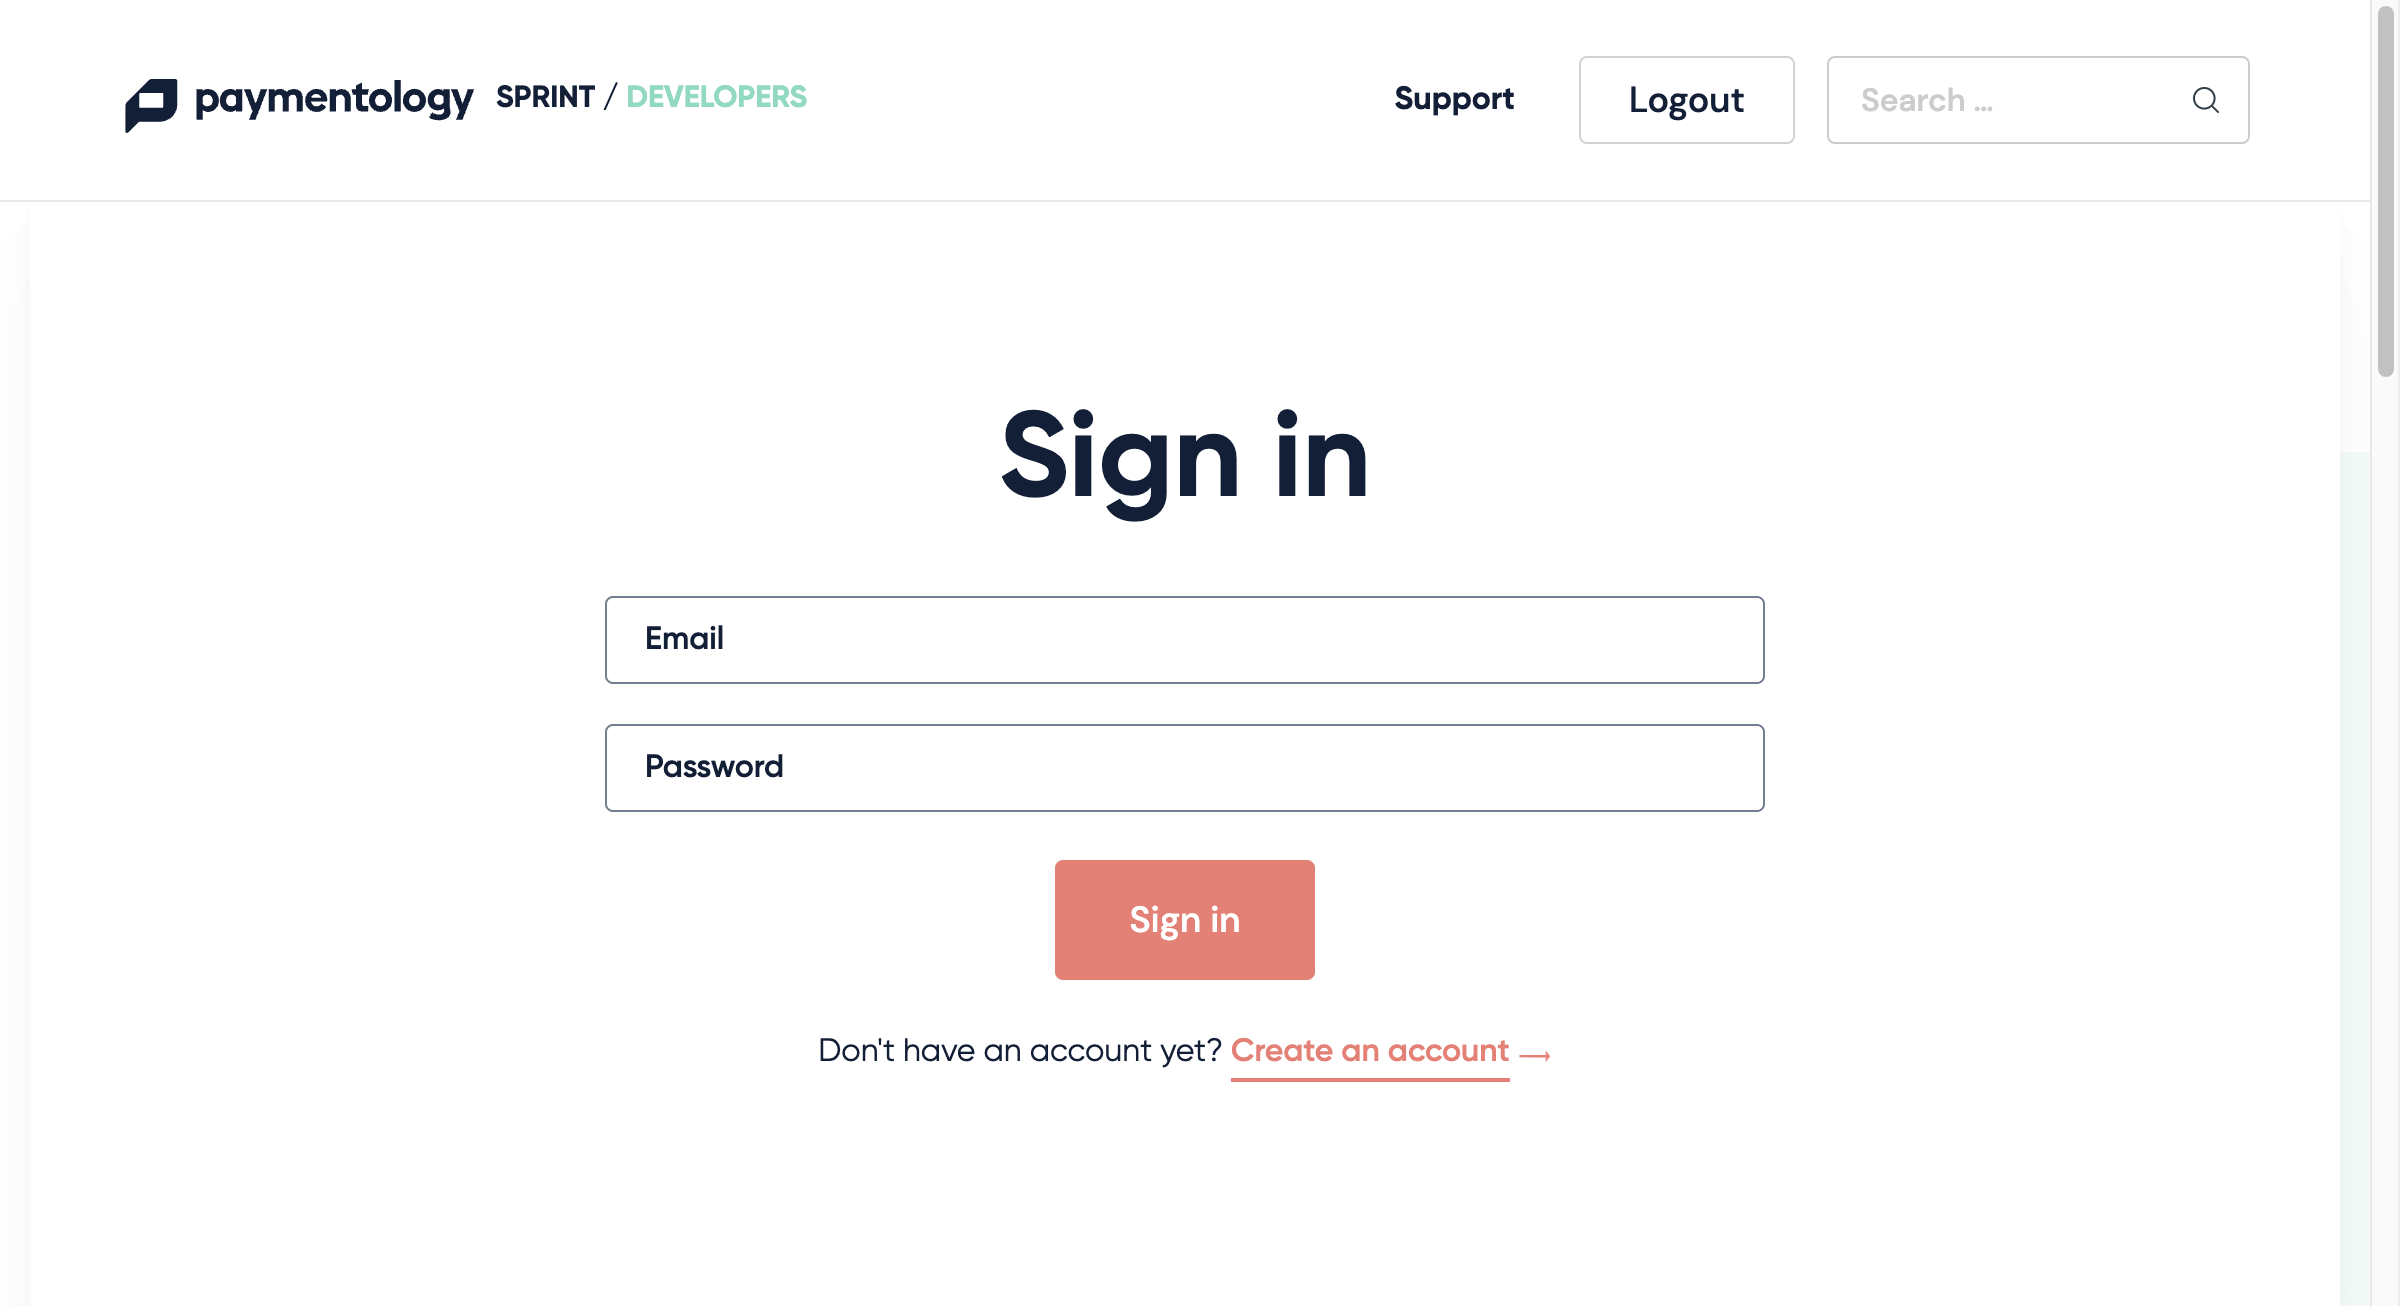 paymentology SPRINT / DEVELOPERS
Support
Logout
Search ...
Sign in
Email
Password
Sign in
Don't have an account yet? Create an account →